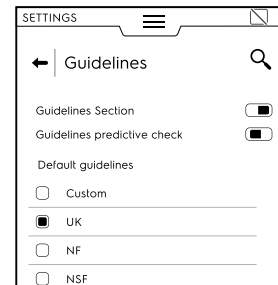 SETTINGS
Guidelines
Guidelines Section
Guidelines predictive check
Default guidelines
Custom
UK
NF
NSF